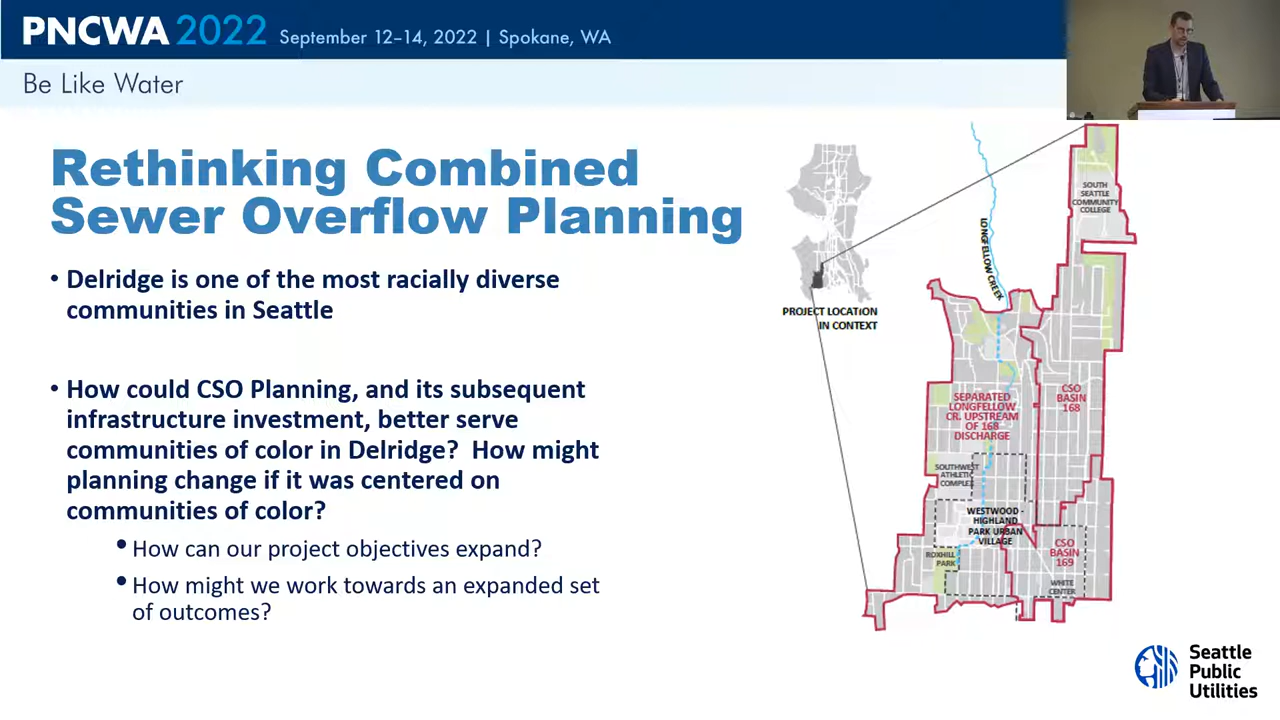 PNCWA 2022 September 12–14, 2022 | Spokane, WA
Be Like Water
Rethinking Combined
Sewer Overflow Planning
• Delridge is one of the most racially diverse
communities in Seattle
• How could CSO Planning, and its subsequent
infrastructure investment, better serve
communities of color in Delridge? How might
planning change if it was centered on
communities of color?
• How can our project objectives expand?
• How might we work towards an expanded set
of outcomes?
PROJECT LOCATION
IN CONTEXT
LONGFELLOW CREEK
SOUTH
SEATTLE
COMMUNITY
COLLEGE
SEPARATED
LONGFELLOW
CR. UPSTREAM
OF 168
DISCHARGE
CSO
BASIN
168
SOUTHWEST
ATHLETIC
COMPLEX
WESTWOOD -
HIGHLAND
PARK URBAN
VILLAGE
ROXHILL
PARK
CSO
BASIN
169
WHITE
CENTER
Seattle
Public
Utilities